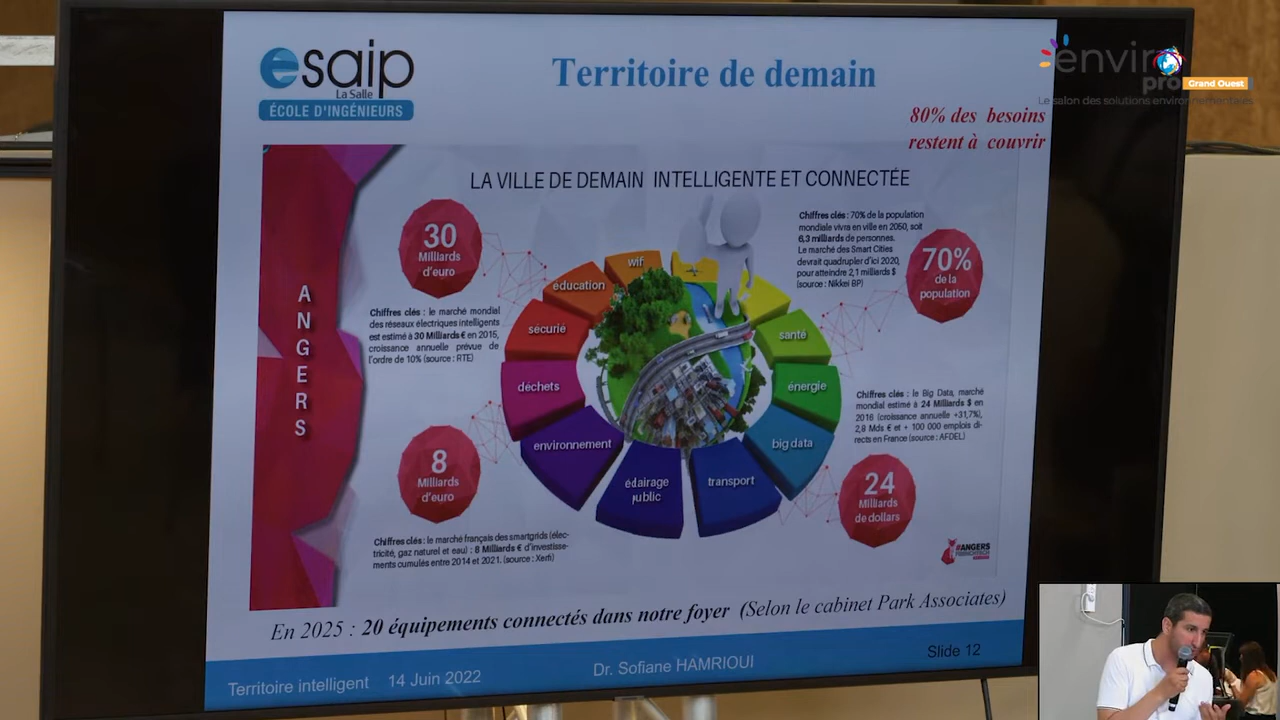 esaip
La Salle
ÉCOLE D'INGÉNIEURS
Territoire de demain
enviro
pro
Grand Ouest
Le salon des solutions environnementales
80% des besoins
restent à couvrir
LA VILLE DE DEMAIN INTELLIGENTE ET CONNECTÉE
ANGERS
30
Milliards
d'euro
Chiffres clés : le marché mondial
des réseaux électriques intelligents
est estimé à 30 Milliards € en 2015,
croissance annuelle prévue de
l'ordre de 10% (source : RTE)
8
Milliards
d'euro
Chiffres clés : le marché français des smartgrids (élec-
tricité, gaz naturel et eau) : 8 Milliards € d'investisse-
ments cumulés entre 2014 et 2021. (source : Xerfi)
wifi
éducation
sécurié
déchets
environnement
éclairage
public
transport
big data
énergie
santé
Chiffres clés : 70% de la population
mondiale vivra en ville en 2050, soit
6,3 milliards de personnes.
Le marché des Smart Cities
devrait quadrupler d'ici 2020,
pour atteindre 2,1 milliards $
(source : Nikkei BP)
70%
de la
population
Chiffres clés : le Big Data, marché
mondial estimé à 24 Milliards $ en
2016 (croissance annuelle +31,7%),
2,8 Mds € et + 100 000 emplois di-
rects en France (source : AFDEL)
24
Milliards
de dollars
#ANGERS
FRENCHTECH
En 2025 : 20 équipements connectés dans notre foyer (Selon le cabinet Park Associates)
Territoire intelligent 14 Juin 2022
Dr. Sofiane HAMRIOUI
Slide 12